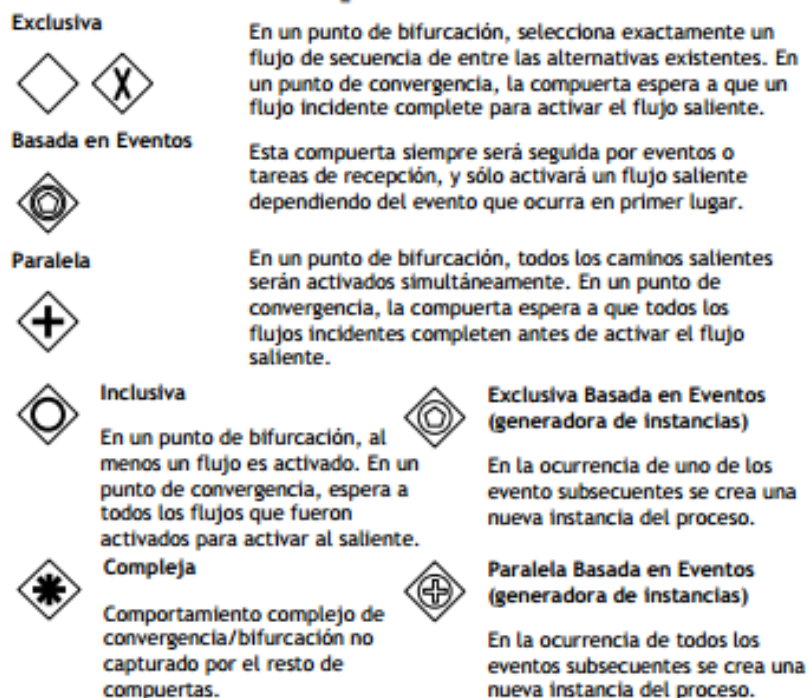 Exclusiva
En un punto de bifurcación, selecciona exactamente un
flujo de secuencia de entre las alternativas existentes. En
un punto de convergencia, la compuerta espera a que un
flujo incidente complete para activar el flujo saliente.
Basada en Eventos
Esta compuerta siempre será seguida por eventos o
tareas de recepción, y sólo activará un flujo saliente
dependiendo del evento que ocurra en primer lugar.
Paralela
En un punto de bifurcación, todos los caminos salientes
serán activados simultáneamente. En un punto de
convergencia, la compuerta espera a que todos los
flujos incidentes completen antes de activar el flujo
saliente.
Inclusiva
En un punto de bifurcación, al
menos un flujo es activado. En un
punto de convergencia, espera a
todos los flujos que fueron
activados para activar al saliente.
Exclusiva Basada en Eventos
(generadora de instancias)
En la ocurrencia de uno de los
evento subsecuentes se crea una
nueva instancia del proceso.
Compleja
Comportamiento complejo de
convergencia/bifurcación no
capturado por el resto de
compuertas.
Paralela Basada en Eventos
(generadora de instancias)
En la ocurrencia de todos los
eventos subsecuentes se crea una
nueva instancia del proceso.